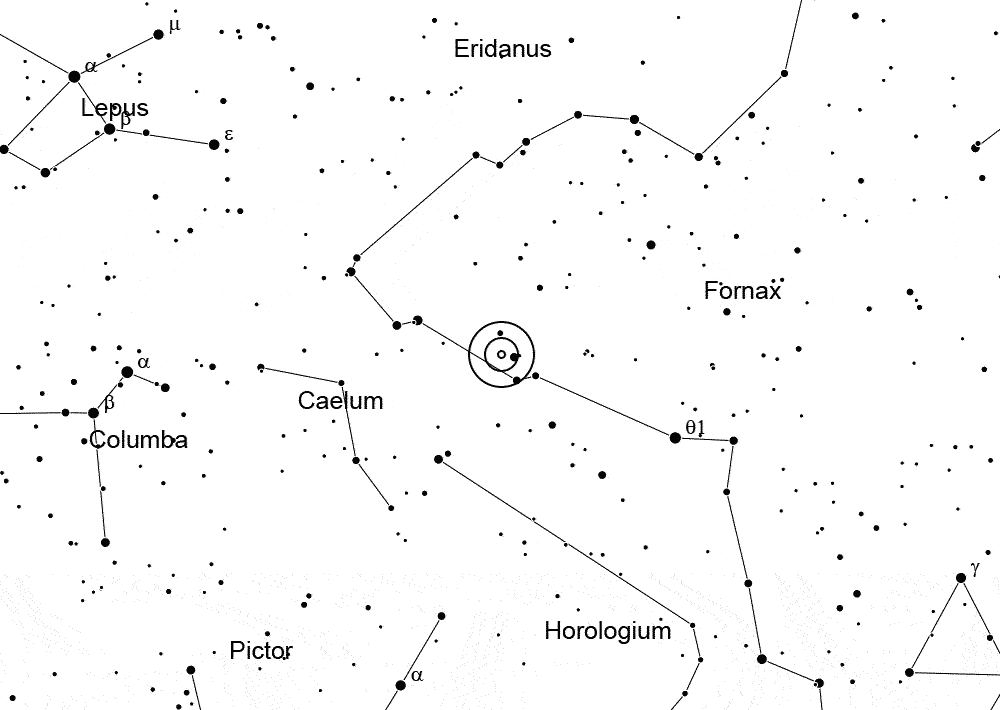 μ
Eridanus
α
Lepus
β
ε
Fornax
α
Caelum
β
θ1
Columba
γ
Horologium
Pictor
α